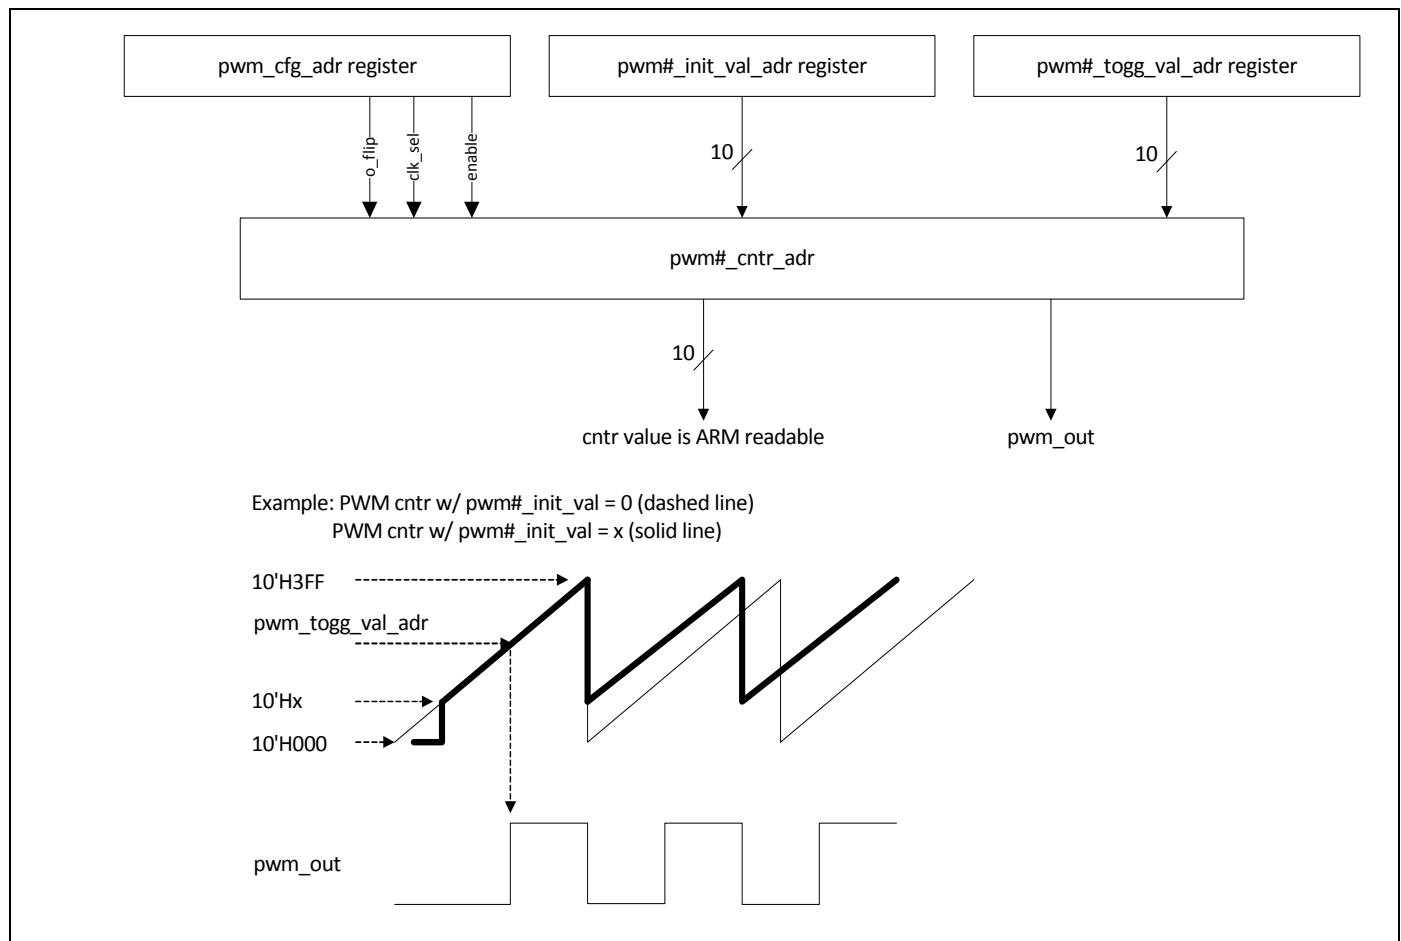 pwm_cfg_adr register
pwm#_init_val_adr register
pwm#_togg_val_adr register
o_flip
clk_sel
enable
10
10
pwm#_cntr_adr
10
cntr value is ARM readable
pwm_out
Example: PWM cntr w/ pwm#_init_val = 0 (dashed line)
PWM cntr w/ pwm#_init_val = x (solid line)
10'H3FF
pwm_togg_val_adr
10'Hx
10'H000
pwm_out